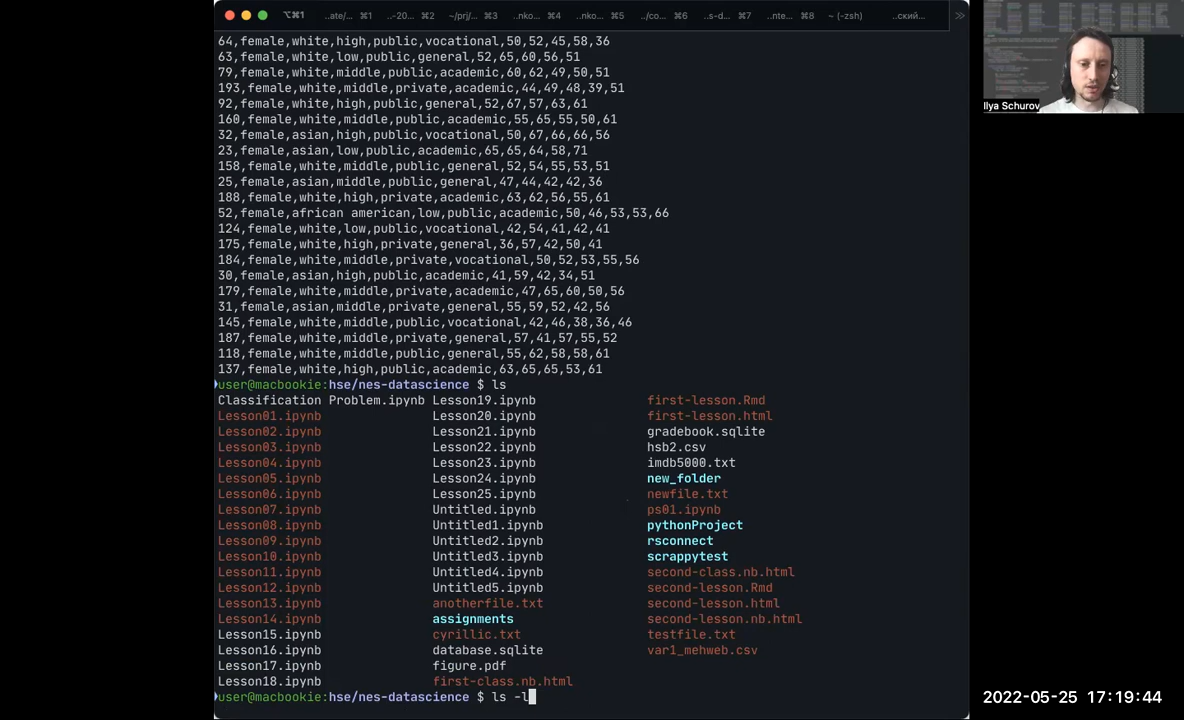 ⌥⌘1 ..ate/... ⌘1 ..-20... ⌘2 ~/prj/... ⌘3 ..nko... ⌘4 ..nko... ⌘5 ../co... ⌘6 ..s-d... ⌘7 ...nte... ⌘8 ~ (-zsh) ..ский... »
64,female,white,high,public,vocational,50,52,45,58,36
63,female,white,low,public,general,52,65,60,56,51
79,female,white,middle,public,academic,60,62,49,50,51
193,female,white,middle,private,academic,44,49,48,39,51
92,female,white,high,public,general,52,67,57,63,61
160,female,white,middle,public,academic,55,65,55,50,61
32,female,asian,high,public,vocational,50,67,66,66,56
23,female,asian,low,public,academic,65,65,64,58,71
158,female,white,middle,public,general,52,54,55,53,51
25,female,asian,middle,public,general,47,44,42,42,36
188,female,white,high,private,academic,63,62,56,55,61
52,female,african american,low,public,academic,50,46,53,53,66
124,female,white,low,public,vocational,42,54,41,42,41
175,female,white,high,private,general,36,57,42,50,41
184,female,white,middle,private,vocational,50,52,53,55,56
30,female,asian,high,public,academic,41,59,42,34,51
179,female,white,middle,private,academic,47,65,60,50,56
31,female,asian,middle,private,general,55,59,52,42,56
145,female,white,middle,public,vocational,42,46,38,36,46
187,female,white,middle,private,general,57,41,57,55,52
118,female,white,middle,public,general,55,62,58,58,61
137,female,white,high,public,academic,63,65,65,53,61
user@macbookie:hse/nes-datascience $ ls
Classification Problem.ipynb Lesson19.ipynb first-lesson.Rmd
Lesson01.ipynb Lesson20.ipynb first-lesson.html
Lesson02.ipynb Lesson21.ipynb gradebook.sqlite
Lesson03.ipynb Lesson22.ipynb hsb2.csv
Lesson04.ipynb Lesson23.ipynb imdb5000.txt
Lesson05.ipynb Lesson24.ipynb new_folder
Lesson06.ipynb Lesson25.ipynb newfile.txt
Lesson07.ipynb Untitled.ipynb ps01.ipynb
Lesson08.ipynb Untitled1.ipynb pythonProject
Lesson09.ipynb Untitled2.ipynb rsconnect
Lesson10.ipynb Untitled3.ipynb scrappytest
Lesson11.ipynb Untitled4.ipynb second-class.nb.html
Lesson12.ipynb Untitled5.ipynb second-lesson.Rmd
Lesson13.ipynb anotherfile.txt second-lesson.html
Lesson14.ipynb assignments second-lesson.nb.html
Lesson15.ipynb cyrillic.txt testfile.txt
Lesson16.ipynb database.sqlite var1_mehweb.csv
Lesson17.ipynb figure.pdf
Lesson18.ipynb first-class.nb.html
user@macbookie:hse/nes-datascience $ ls -l
Ilya Schurov
2022-05-25 17:19:44